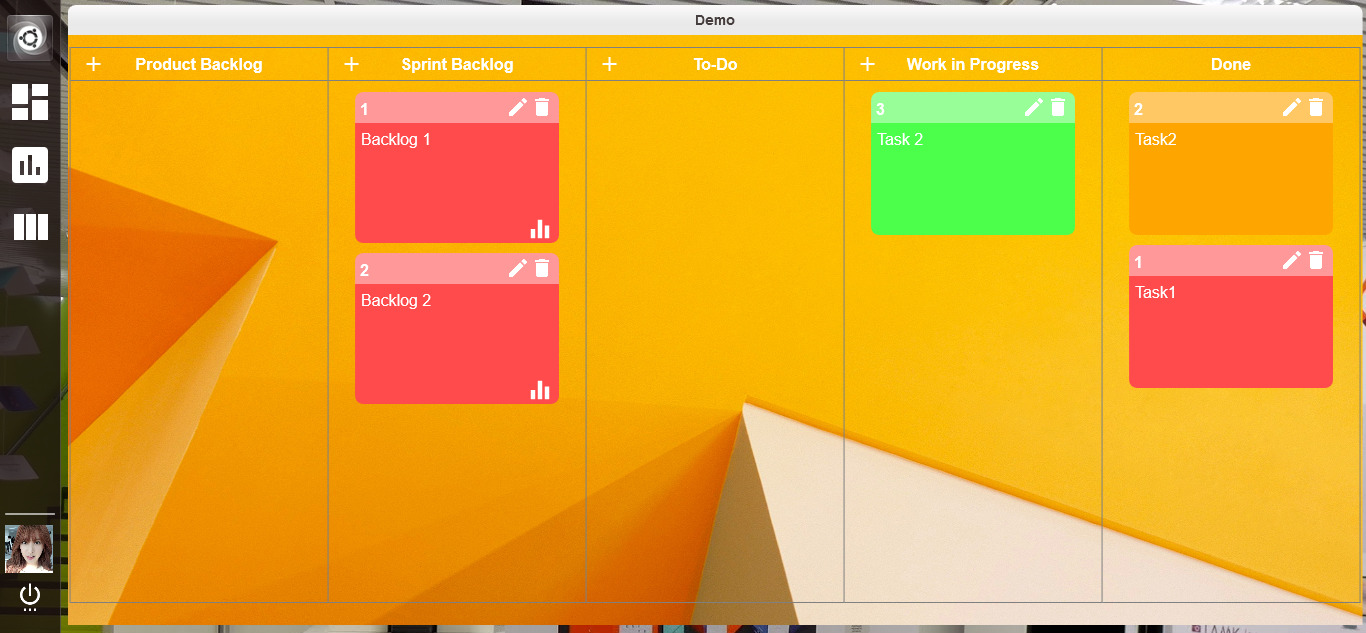 Demo
Product Backlog
Sprint Backlog
To-Do
Work in Progress
Done
1
Backlog 1
2
Backlog 2
3
Task 2
2
Task2
1
Task1